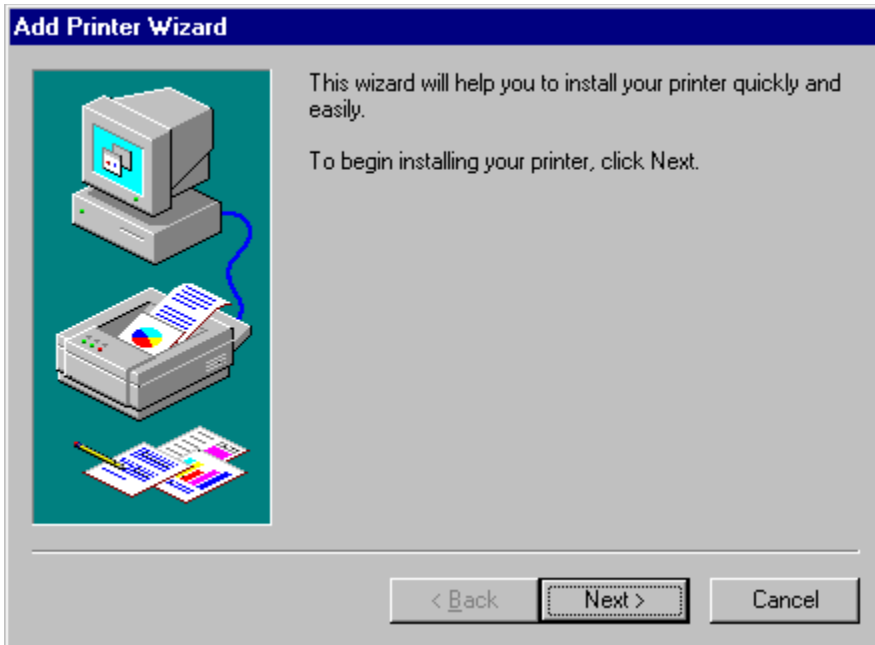 Add Printer Wizard
This wizard will help you to install your printer quickly and
easily.
To begin installing your printer, click Next.
< Back
Next >
Cancel